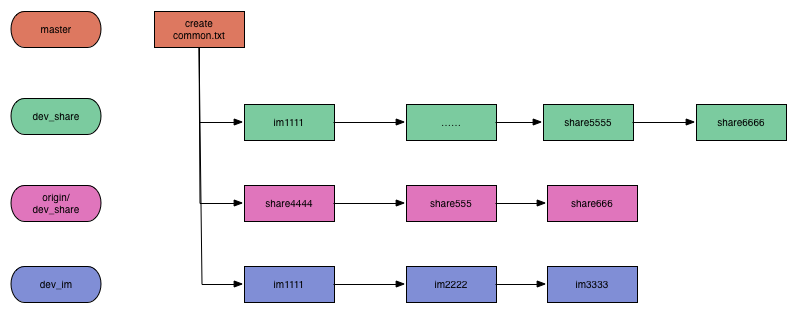 master
create
common.txt
dev_share
im1111
......
share5555
share6666
origin/
dev_share
share4444
share555
share666
dev_im
im1111
im2222
im3333